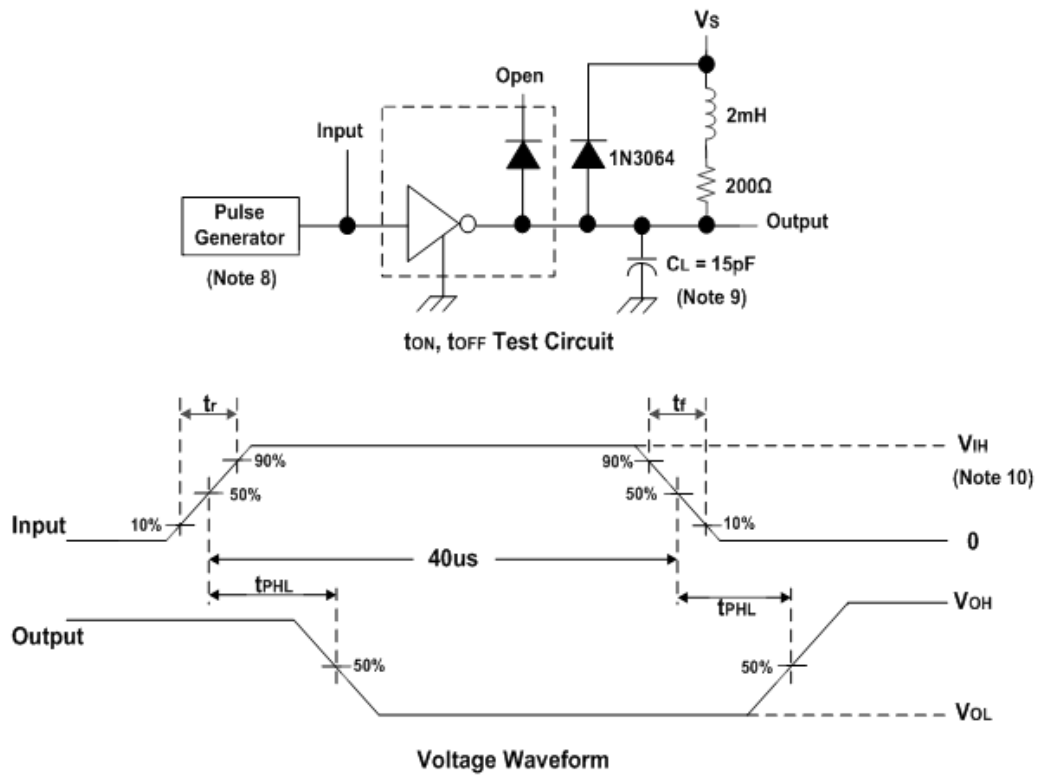 Vs
Open
2mH
Input
1N3064
200Ω
Pulse
Generator
Output
(Note 8)
CL = 15pF
(Note 9)
tON, tOFF Test Circuit
tr
tf
90%
90%
VIH
(Note 10)
50%
50%
Input
10%
10%
0
40us
tPHL
tPHL
VOH
Output
50%
50%
VOL
Voltage Waveform